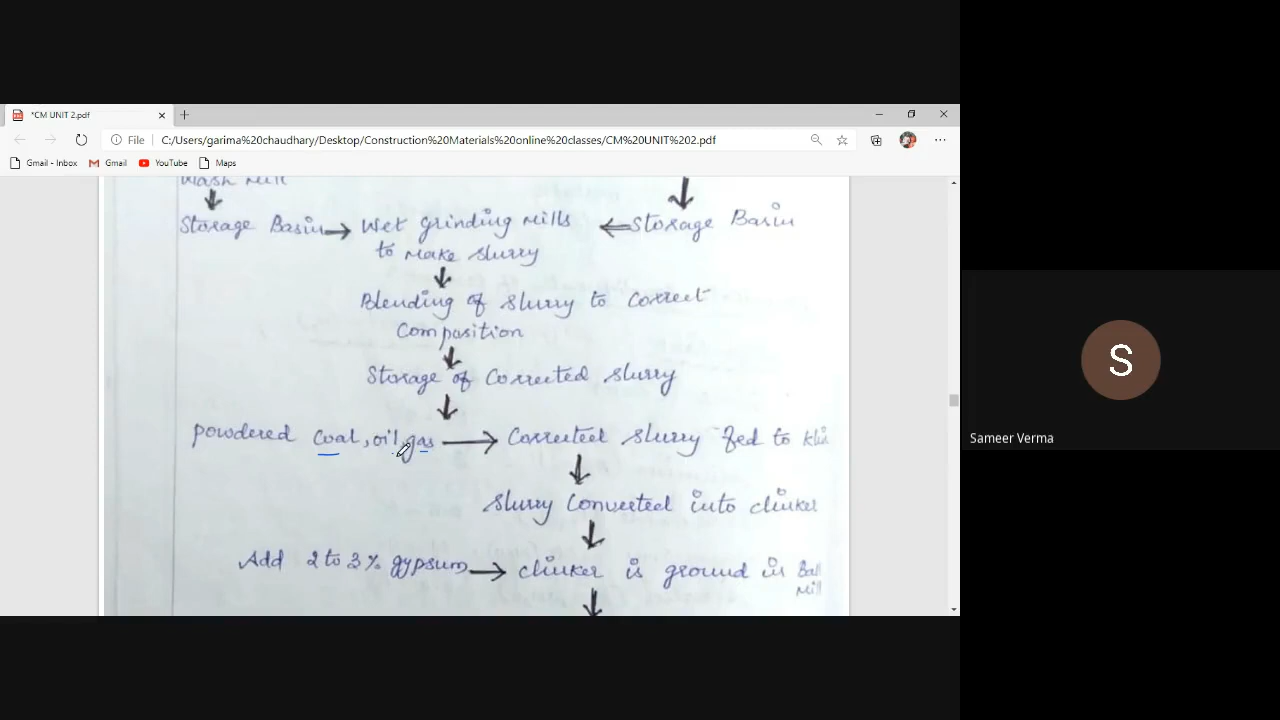 *CM UNIT 2.pdf
File | C:/Users/garima%20chaudhary/Desktop/Construction%20Materials%20online%20classes/CM%20UNIT%202.pdf
Gmail - Inbox Gmail YouTube Maps
Wash Mill
Storage Basin → Wet grinding Mills ← Storage Basin
to Make slurry
Blending of slurry to Correct
Composition
Storage of Corrected slurry
Powdered Coal, oil gas → Corrected slurry fed to kiln
Slurry Converted into clinker
Add 2 to 3% gypsum → clinker is ground in Ball
Mill
S
Sameer Verma